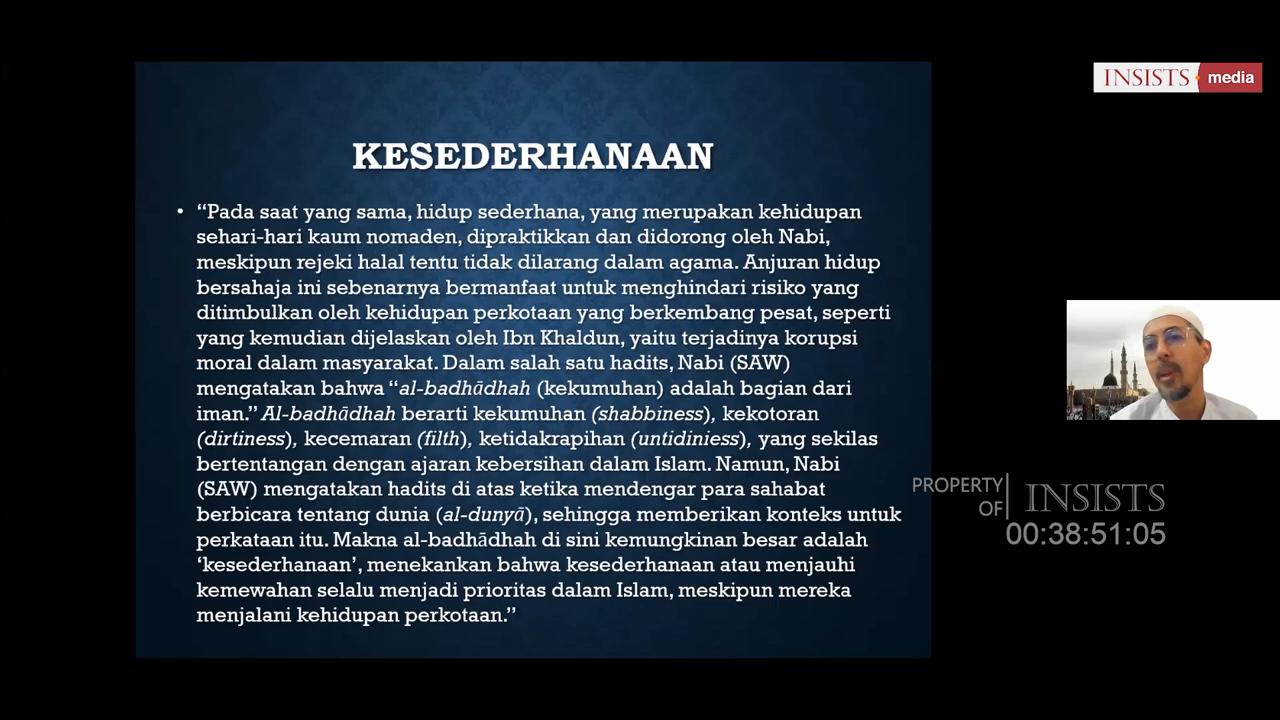 INSISTS media
KESEDERHANAAN
• “Pada saat yang sama, hidup sederhana, yang merupakan kehidupan
sehari-hari kaum nomaden, dipraktikkan dan didorong oleh Nabi,
meskipun rejeki halal tentu tidak dilarang dalam agama. Anjuran hidup
bersahaja ini sebenarnya bermanfaat untuk menghindari risiko yang
ditimbulkan oleh kehidupan perkotaan yang berkembang pesat, seperti
yang kemudian dijelaskan oleh Ibn Khaldun, yaitu terjadinya korupsi
moral dalam masyarakat. Dalam salah satu hadits, Nabi (SAW)
mengatakan bahwa “al-badhādhah (kekumuhan) adalah bagian dari
iman.” Al-badhādhah berarti kekumuhan (shabbiness), kekotoran
(dirtiness), kecemaran (filth), ketidakrapihan (untidiniess), yang sekilas
bertentangan dengan ajaran kebersihan dalam Islam. Namun, Nabi
(SAW) mengatakan hadits di atas ketika mendengar para sahabat
berbicara tentang dunia (al-dunyā), sehingga memberikan konteks untuk
perkataan itu. Makna al-badhādhah di sini kemungkinan besar adalah
‘kesederhanaan’, menekankan bahwa kesederhanaan atau menjauhi
kemewahan selalu menjadi prioritas dalam Islam, meskipun mereka
menjalani kehidupan perkotaan.”
PROPERTY
OF
INSISTS
00:38:51:05